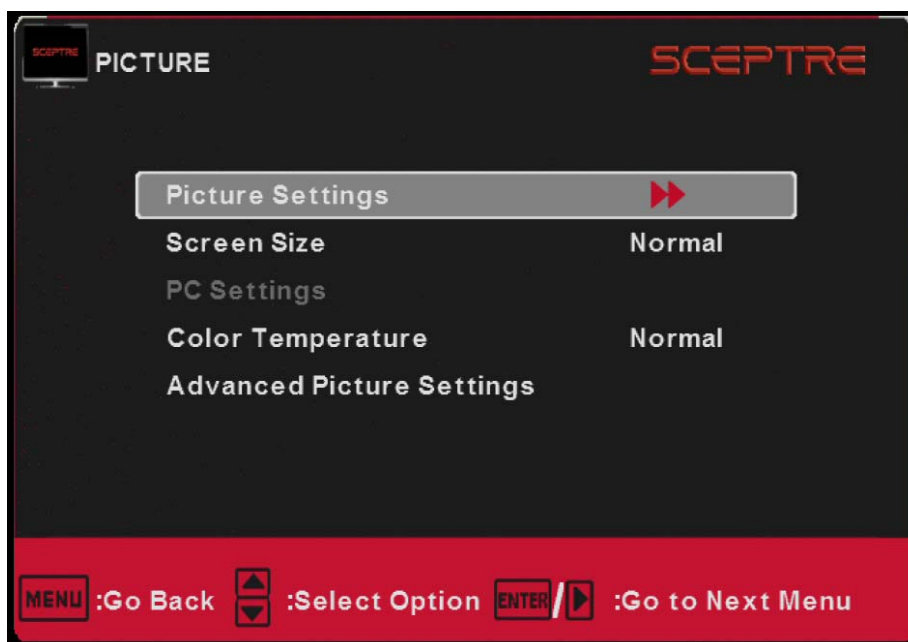 SCEPTRE
PICTURE
SCEPTRE
Picture Settings
Screen Size Normal
PC Settings
Color Temperature Normal
Advanced Picture Settings
MENU :Go Back :Select Option ENTER/ :Go to Next Menu